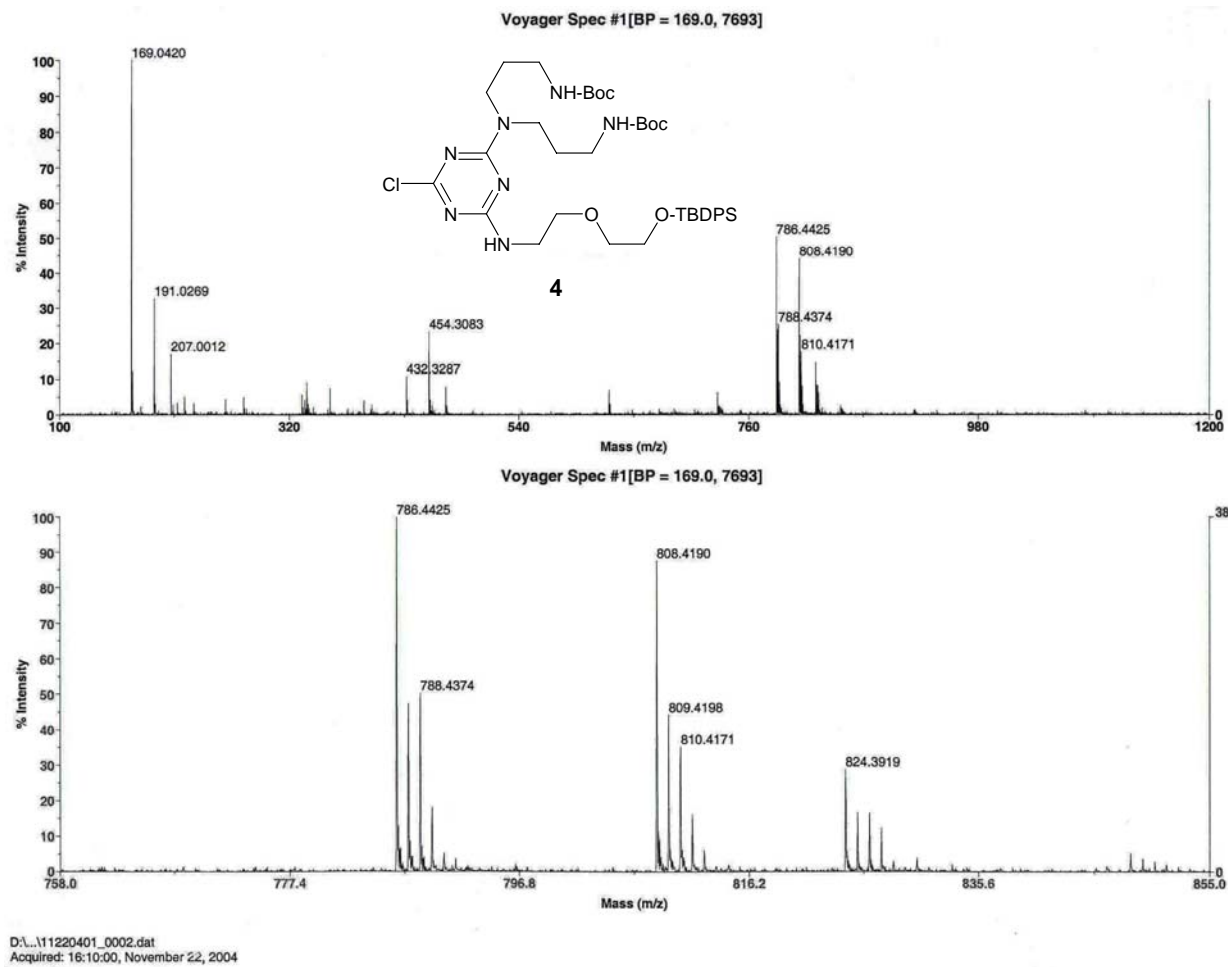 Voyager Spec #1[BP = 169.0, 7693]
100
90
80
70
60
50
40
30
20
10
0
% Intensity
169.0420
191.0269
207.0012
432.3287
454.3083
786.4425
808.4190
788.4374
810.4171
NH-Boc
NH-Boc
N
N
N
N
Cl
NH
O
O-TBDPS
4
0
100
320
540
760
980
1200
Mass (m/z)
Voyager Spec #1[BP = 169.0, 7693]
100
90
80
70
60
50
40
30
20
10
0
% Intensity
786.4425
788.4374
808.4190
809.4198
810.4171
824.3919
38
0
758.0
777.4
796.8
816.2
835.6
855.0
Mass (m/z)
D:\...\11220401_0002.dat
Acquired: 16:10:00, November 22, 2004